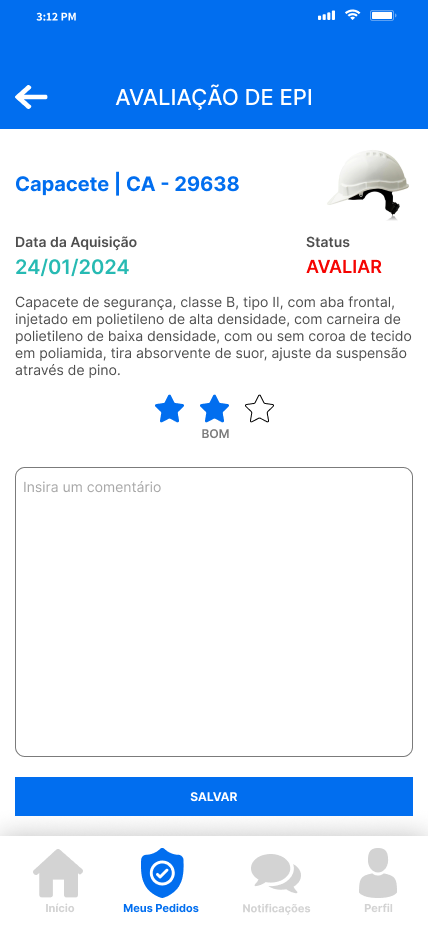 3:12 PM
AVALIAÇÃO DE EPI
Capacete | CA - 29638
Data da Aquisição
Status
24/01/2024
AVALIAR
Capacete de segurança, classe B, tipo II, com aba frontal,
injetado em polietileno de alta densidade, com carneira de
polietileno de baixa densidade, com ou sem coroa de tecido
em poliamida, tira absorvente de suor, ajuste da suspensão
através de pino.
BOM
Insira um comentário
SALVAR
Início
Meus Pedidos
Notificações
Perfil